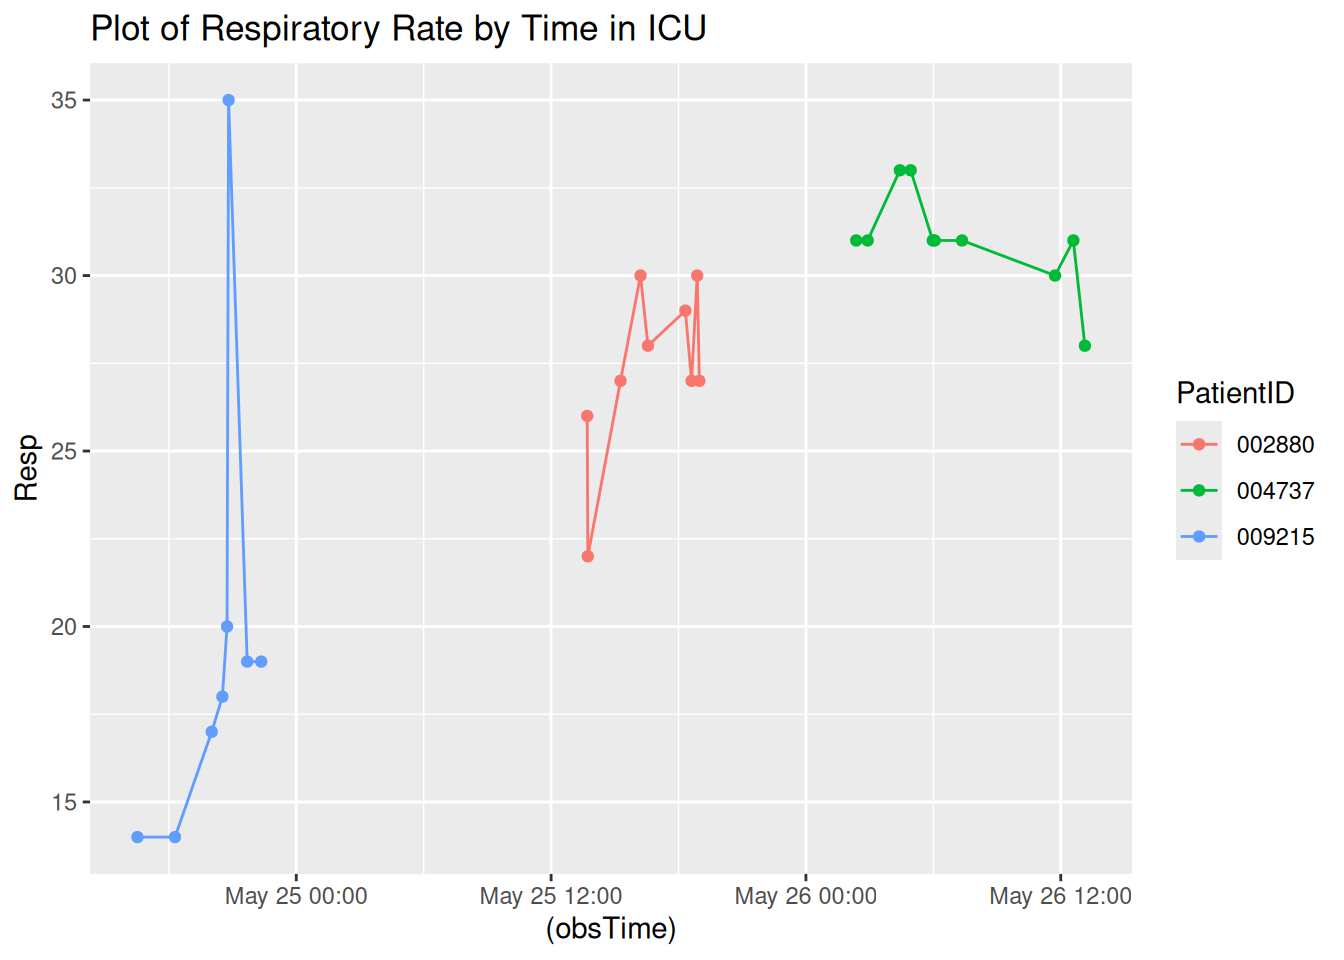 Plot of Respiratory Rate by Time in ICU
35
30
25
20
15
Resp
May 25 00:00
May 25 12:00
May 26 00:00
May 26 12:00
(obsTime)
PatientID
002880
004737
009215